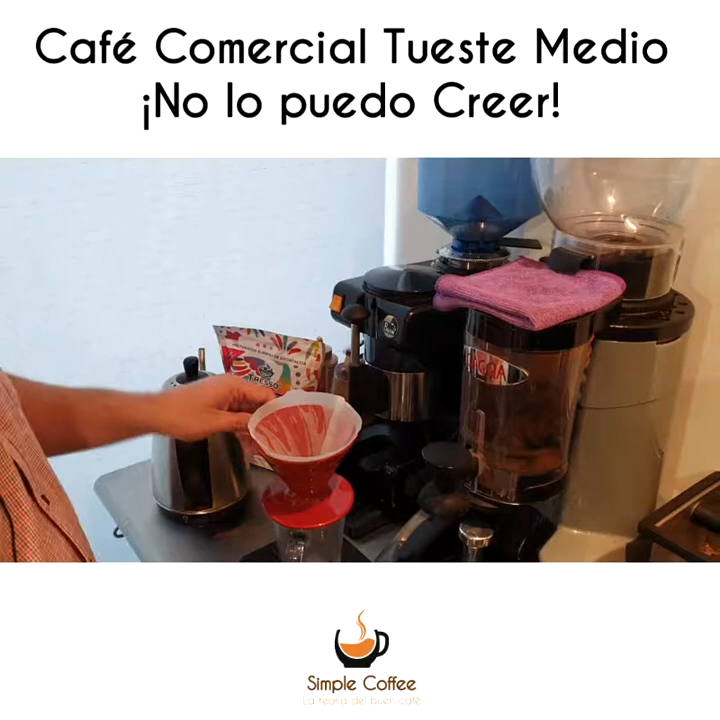 Café Comercial Tueste Medio
¡No lo puedo Creer!
Simple Coffee
La teoría del buen café